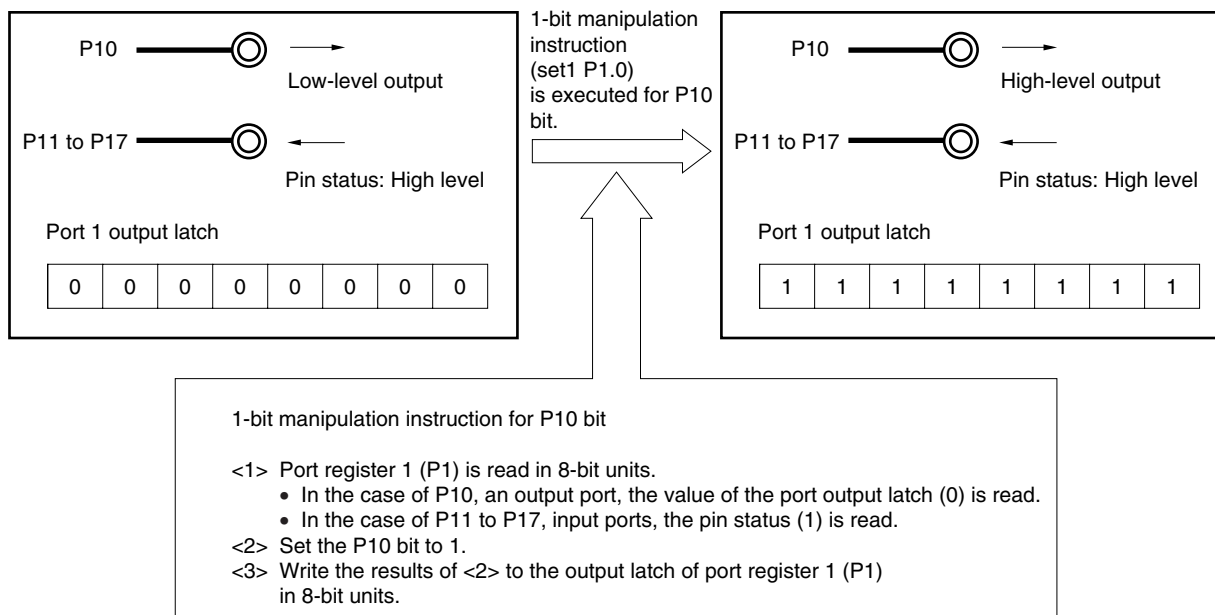 P10
Low-level output
P11 to P17
Pin status: High level
Port 1 output latch
0 0 0 0 0 0 0 0
1-bit manipulation
instruction
(set1 P1.0)
is executed for P10
bit.
P10
High-level output
P11 to P17
Pin status: High level
Port 1 output latch
1 1 1 1 1 1 1 1
1-bit manipulation instruction for P10 bit
<1> Port register 1 (P1) is read in 8-bit units.
• In the case of P10, an output port, the value of the port output latch (0) is read.
• In the case of P11 to P17, input ports, the pin status (1) is read.
<2> Set the P10 bit to 1.
<3> Write the results of <2> to the output latch of port register 1 (P1)
in 8-bit units.